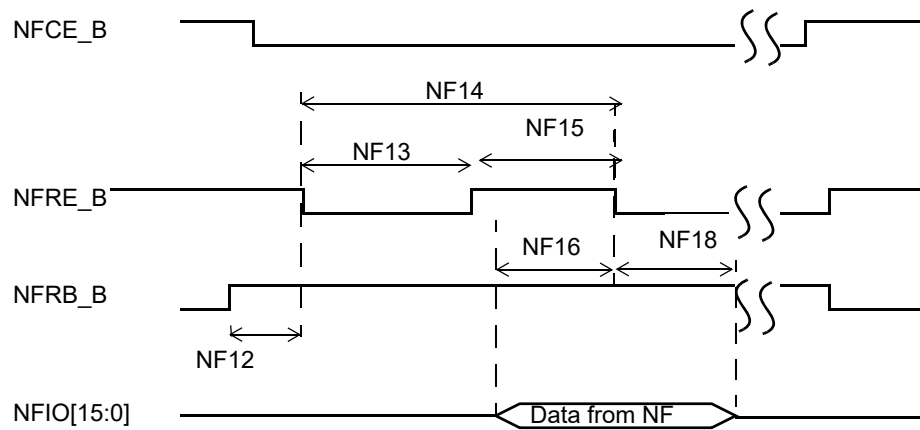 NFCE_B
NF14
NF15
NF13
NFRE_B
NF16
NF18
NFRB_B
NF12
NFIO[15:0]
Data from NF